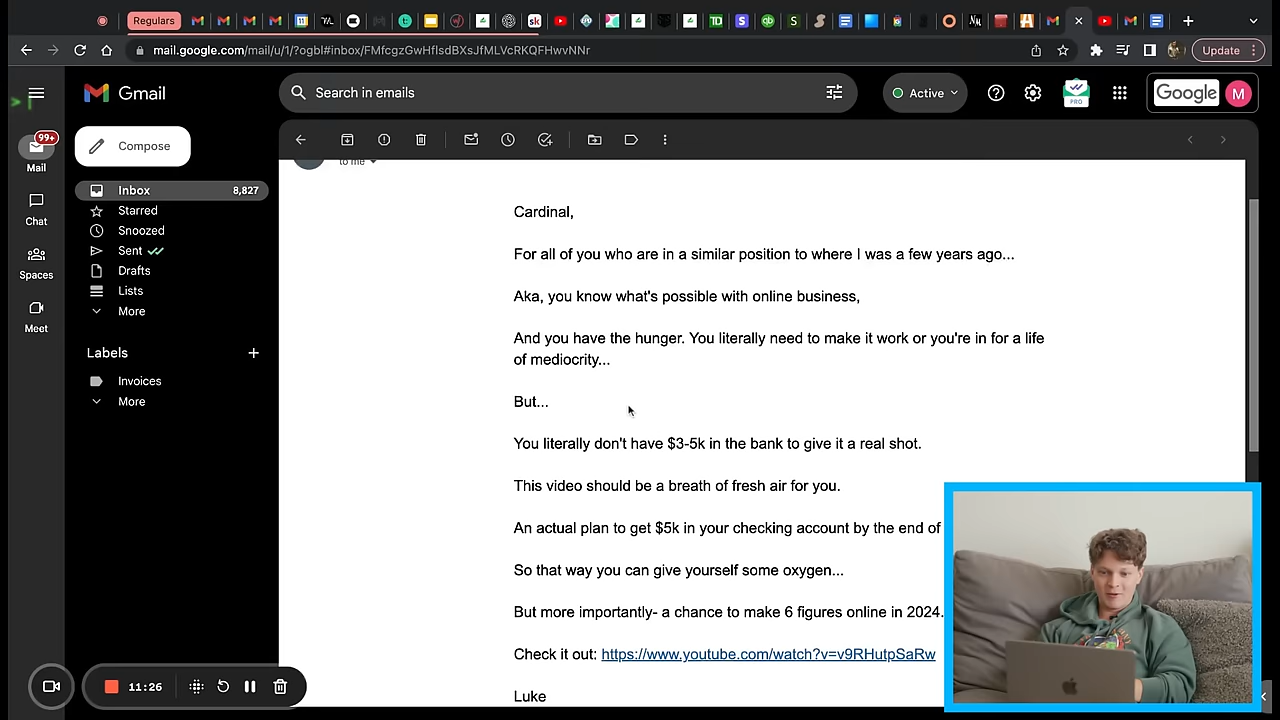 Regulars
mail.google.com/mail/u/1/?ogbl#inbox/FMfcgzGwHflsdBXsJfMLVcRKQFHwvNNr
Update
Gmail
Search in emails
Active
PRO
Google
M
99+
Mail
Compose
to me
Inbox 8,827
Starred
Chat
Snoozed
Sent
Spaces
Drafts
Lists
More
Meet
Labels
Invoices
More
Cardinal,
For all of you who are in a similar position to where I was a few years ago...
Aka, you know what's possible with online business,
And you have the hunger. You literally need to make it work or you're in for a life
of mediocrity...
But...
You literally don't have $3-5k in the bank to give it a real shot.
This video should be a breath of fresh air for you.
An actual plan to get $5k in your checking account by the end of
So that way you can give yourself some oxygen...
But more importantly- a chance to make 6 figures online in 2024.
Check it out: https://www.youtube.com/watch?v=v9RHutpSaRw
Luke
11:26